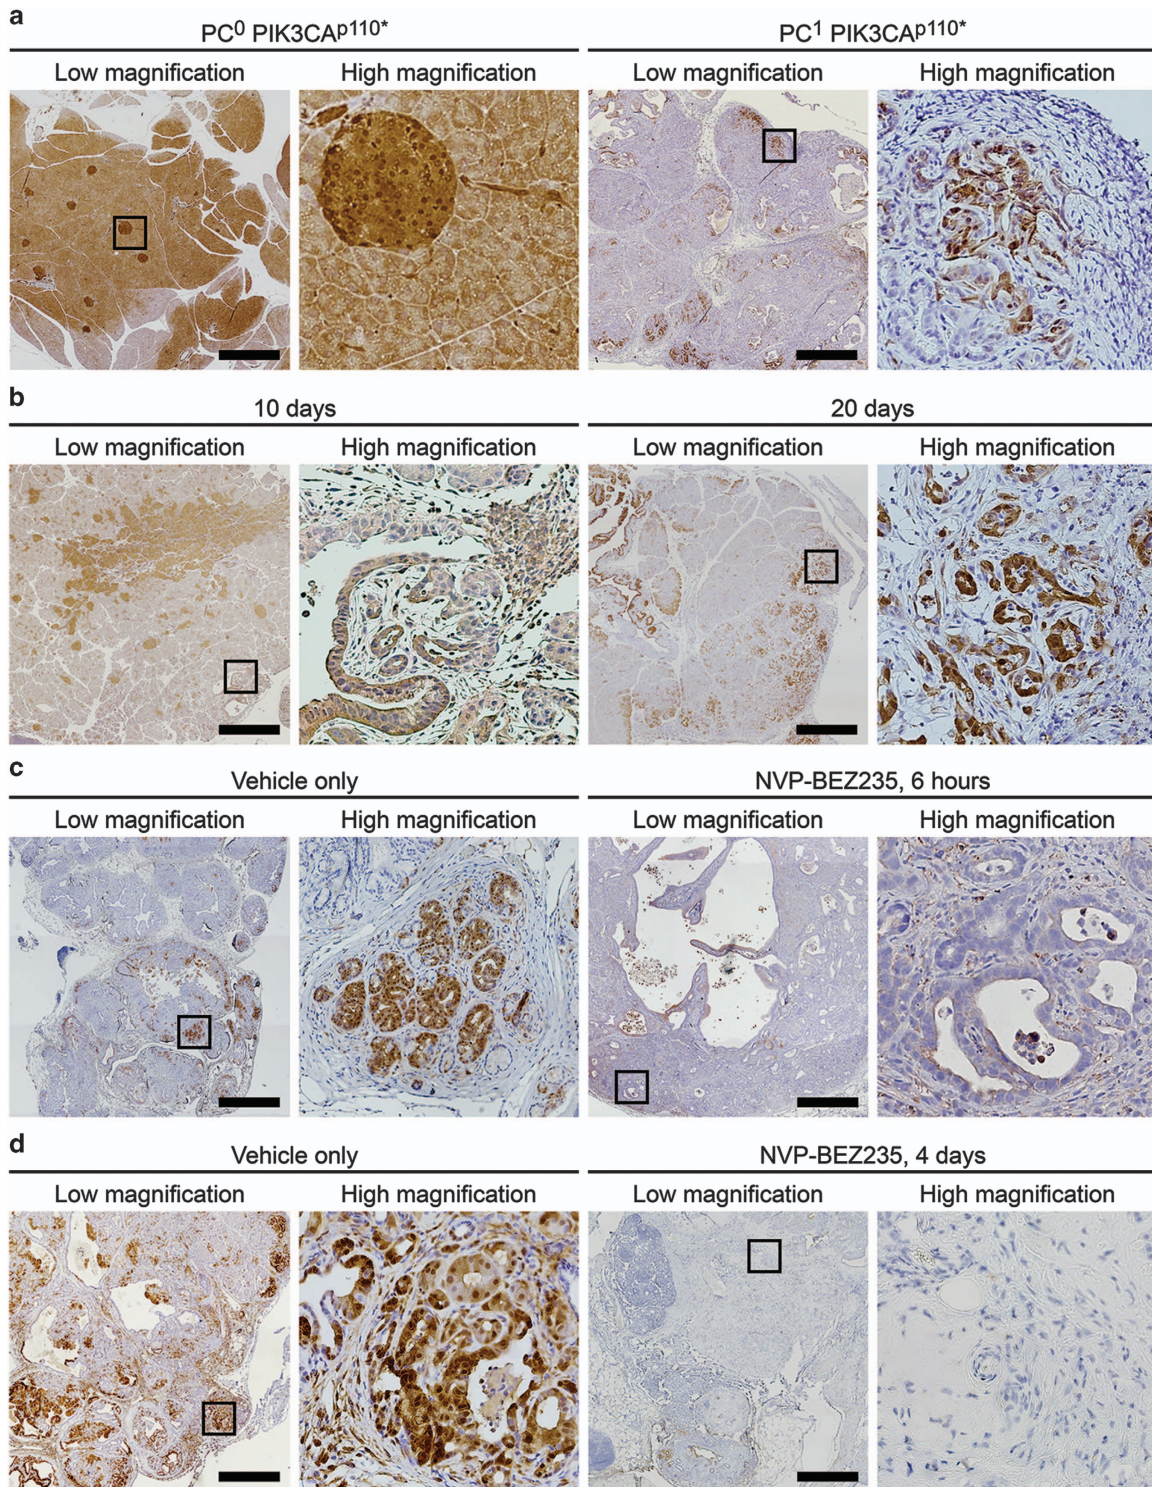 a
PC⁰ PIK3CAᵖ¹¹⁰* PC¹ PIK3CAᵖ¹¹⁰*
Low magnification High magnification Low magnification High magnification
b
10 days 20 days
Low magnification High magnification Low magnification High magnification
c
Vehicle only NVP-BEZ235, 6 hours
Low magnification High magnification Low magnification High magnification
d
Vehicle only NVP-BEZ235, 4 days
Low magnification High magnification Low magnification High magnification